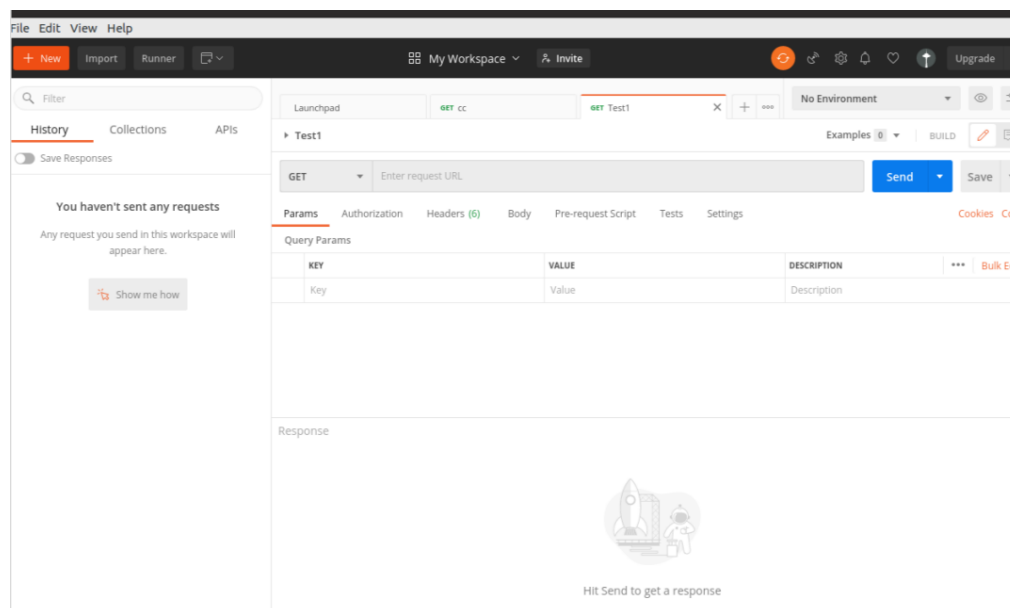 File Edit View Help
+ New Import Runner My Workspace Invite Upgrade
Filter
Launchpad GET cc GET Test1 No Environment
History Collections APIs
Test1 Examples 0 BUILD
Save Responses
GET Enter request URL Send Save
You haven't sent any requests
Any request you send in this workspace will
appear here.
Show me how
Params Authorization Headers (6) Body Pre-request Script Tests Settings Cookies
Query Params
KEY VALUE DESCRIPTION Bulk
Key Value Description
Response
Hit Send to get a response